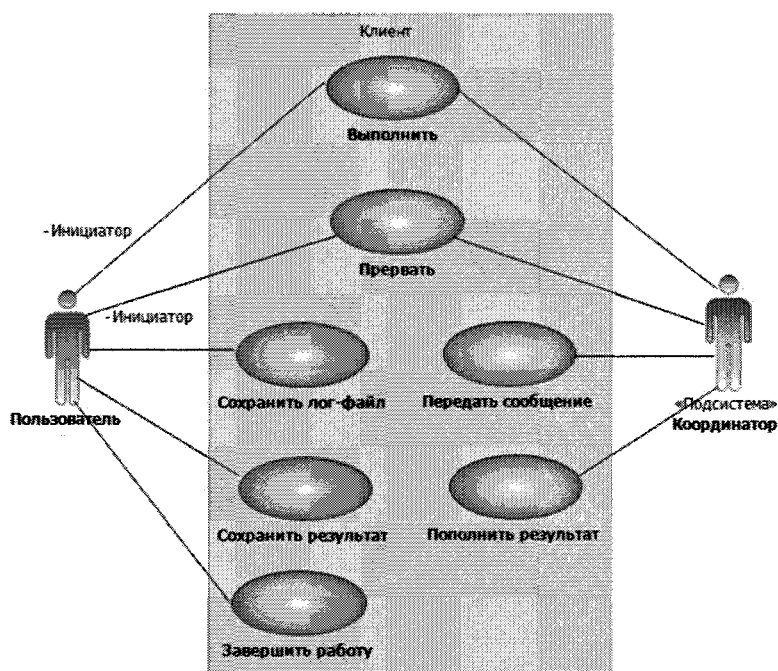 Клиент
Выполнить
-Инициатор
Прервать
-Инициатор
Сохранить лог-файл
Передать сообщение
Пользователь
«Подсистема»
Координатор
Сохранить результат
Пополнить результат
Завершить работу